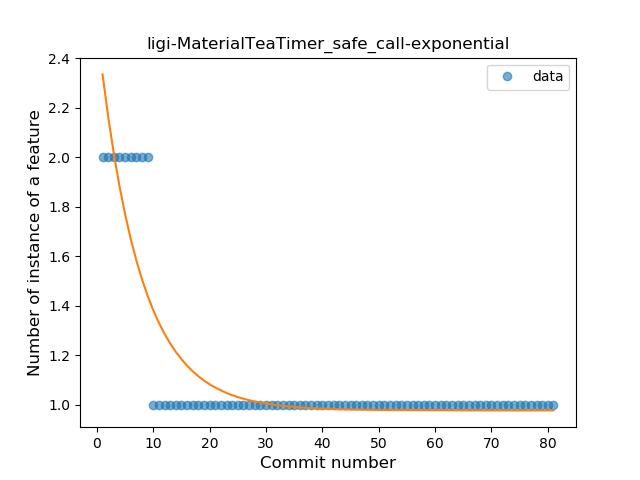 ligi-MaterialTeaTimer_safe_call-exponential
data
Number of instance of a feature
2.4
2.2
2.0
1.8
1.6
1.4
1.2
1.0
0 10 20 30 40 50 60 70 80
Commit number